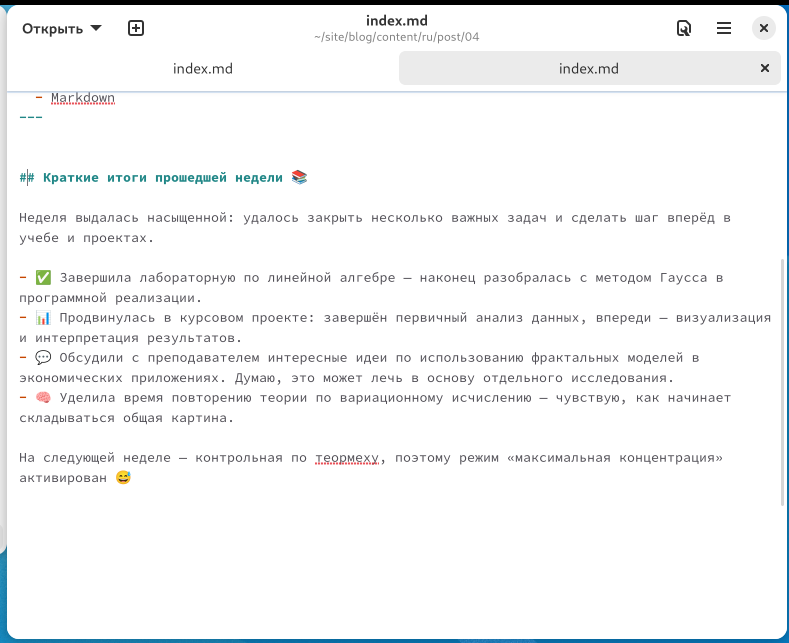 Открыть
index.md
~/site/blog/content/ru/post/04
index.md
index.md
- Markdown
---
## Краткие итоги прошедшей недели 📚
Неделя выдалась насыщенной: удалось закрыть несколько важных задач и сделать шаг вперёд в
учебе и проектах.
- ✅ Завершила лабораторную по линейной алгебре — наконец разобралась с методом Гаусса в
программной реализации.
- 📊 Продвинулась в курсовом проекте: завершён первичный анализ данных, впереди — визуализация
и интерпретация результатов.
- 💬 Обсудили с преподавателем интересные идеи по использованию фрактальных моделей в
экономических приложениях. Думаю, это может лечь в основу отдельного исследования.
- 🧠 Уделила время повторению теории по вариационному исчислению — чувствую, как начинает
складываться общая картина.
На следующей неделе — контрольная по теормеху, поэтому режим «максимальная концентрация»
активирован 😅